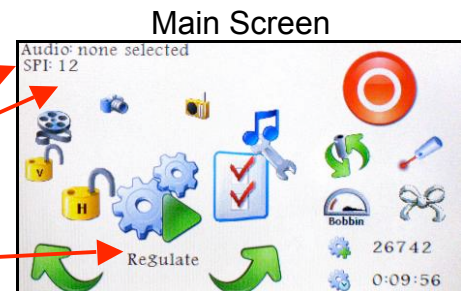 Main Screen
Audio: none selected
SPI: 12
V
H
Regulate
Bobbin
26742
0:09:56